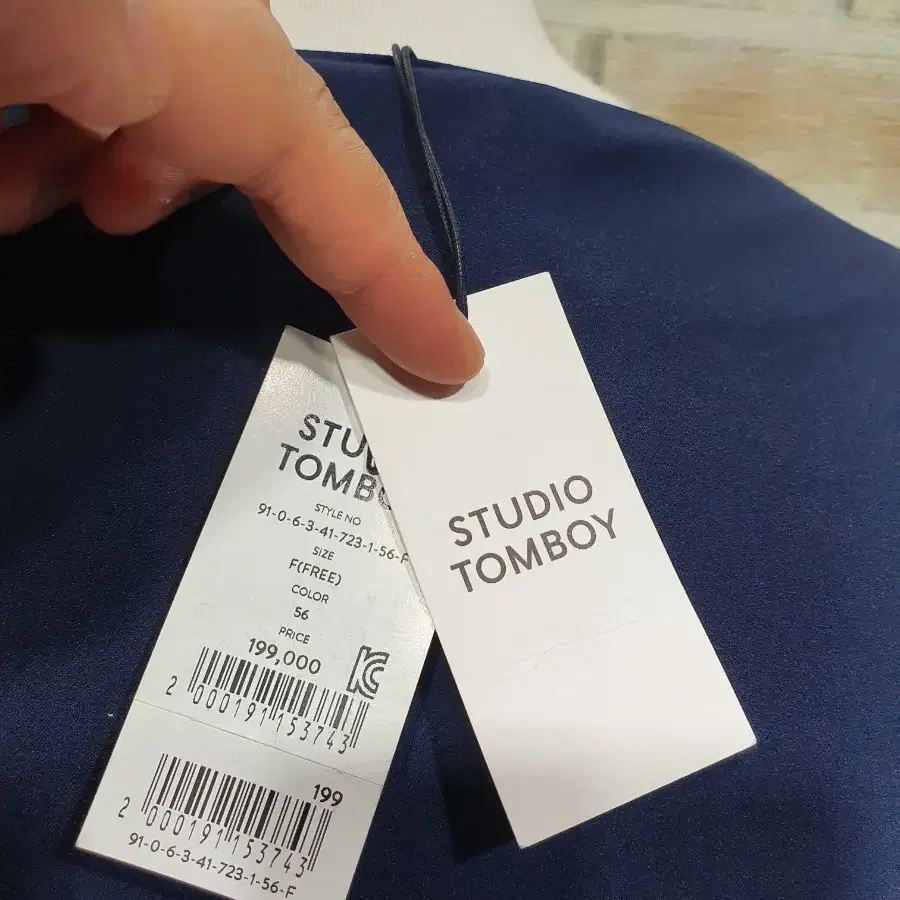 STUDIO
TOMBOY
STYLE NO
91-0-6-3-41-723-1-56-F
SIZE
F(FREE)
COLOR
56
PRICE
199,000
2 000191 153743
199
2 000191 153743
91-0-6-3-41-723-1-56-F
STUDIO
TOMBOY